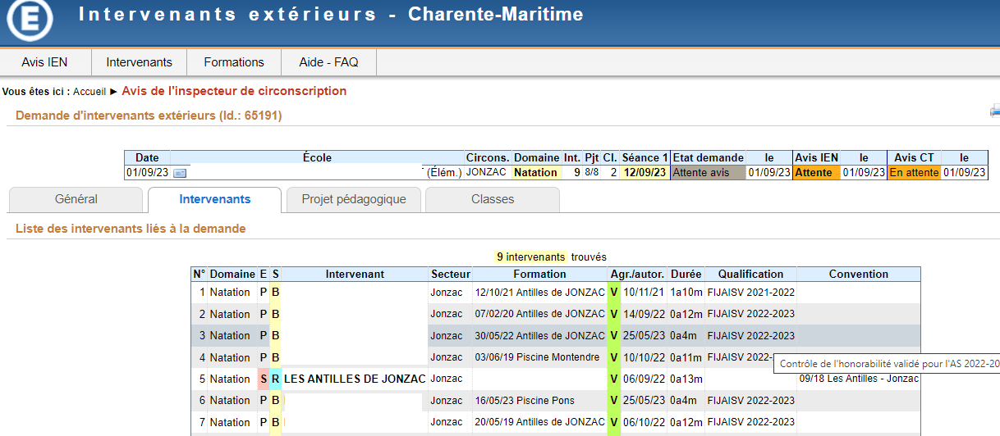 E
Intervenants extérieurs - Charente-Maritime
Avis IEN Intervenants Formations Aide - FAQ
Vous êtes ici : Accueil ► Avis de l'inspecteur de circonscription
Demande d'intervenants extérieurs (Id.: 65191)
Date École Circons. Domaine Int. Pjt Cl. Séance 1 Etat demande le Avis IEN le Avis CT le
01/09/23 (Élém.) JONZAC Natation 9 8/8 2 12/09/23 Attente avis 01/09/23 Attente 01/09/23 En attente 01/09/23
Général Intervenants Projet pédagogique Classes
Liste des intervenants liés à la demande
9 intervenants trouvés
N° Domaine E S Intervenant Secteur Formation Agr./autor. Durée Qualification Convention
1 Natation P B Jonzac 12/10/21 Antilles de JONZAC V 10/11/21 1a10m FIJAISV 2021-2022
2 Natation P B Jonzac 07/02/20 Antilles de JONZAC V 14/09/22 0a12m FIJAISV 2022-2023
3 Natation P B Jonzac 30/05/22 Antilles de JONZAC V 25/05/23 0a4m FIJAISV 2022-2023
4 Natation P B Jonzac 03/06/19 Piscine Montendre V 10/10/22 0a11m FIJAISV 2022-
Contrôle de l'honorabilité validé pour l'AS 2022-20
5 Natation S R LES ANTILLES DE JONZAC Jonzac V 06/09/22 0a13m 09/18 Les Antilles - Jonzac
6 Natation P B Jonzac 16/05/23 Piscine Pons V 25/05/23 0a4m FIJAISV 2022-2023
7 Natation P B Jonzac 20/05/19 Antilles de JONZAC V 06/10/22 0a12m FIJAISV 2022-2023